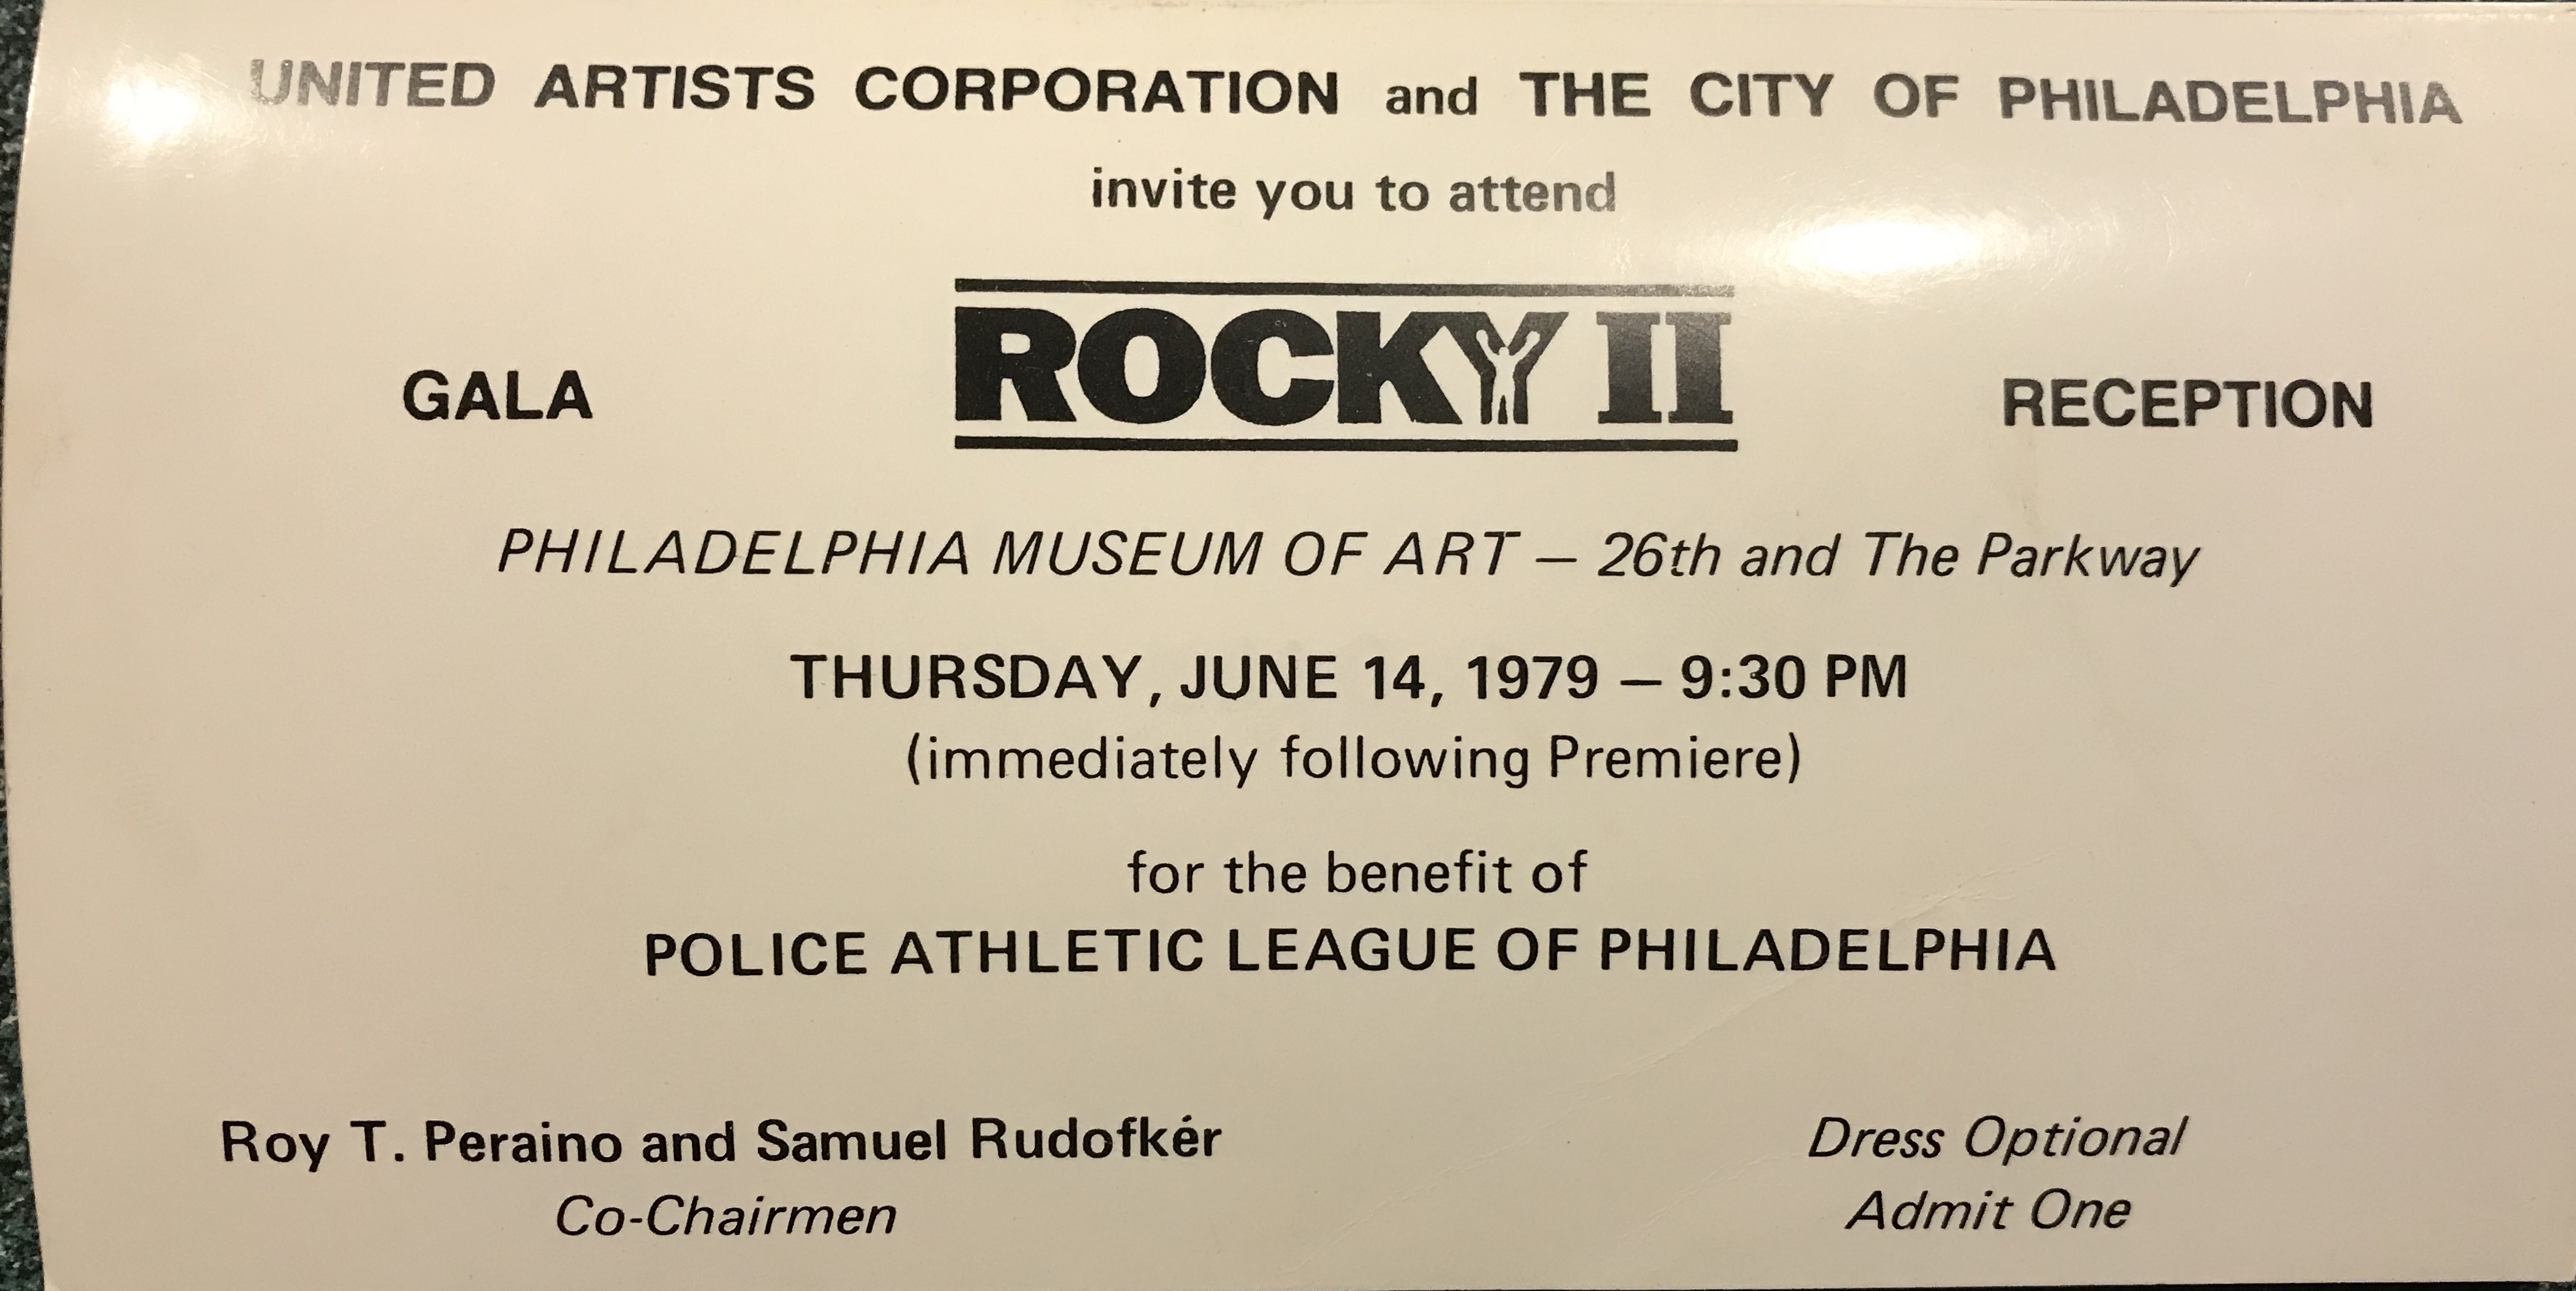 UNITED ARTISTS CORPORATION and THE CITY OF PHILADELPHIA
invite you to attend
GALA ROCKY II RECEPTION
PHILADELPHIA MUSEUM OF ART – 26th and The Parkway
THURSDAY, JUNE 14, 1979 – 9:30 PM
(immediately following Premiere)
for the benefit of
POLICE ATHLETIC LEAGUE OF PHILADELPHIA
Roy T. Peraino and Samuel Rudofkér
Co-Chairmen
Dress Optional
Admit One